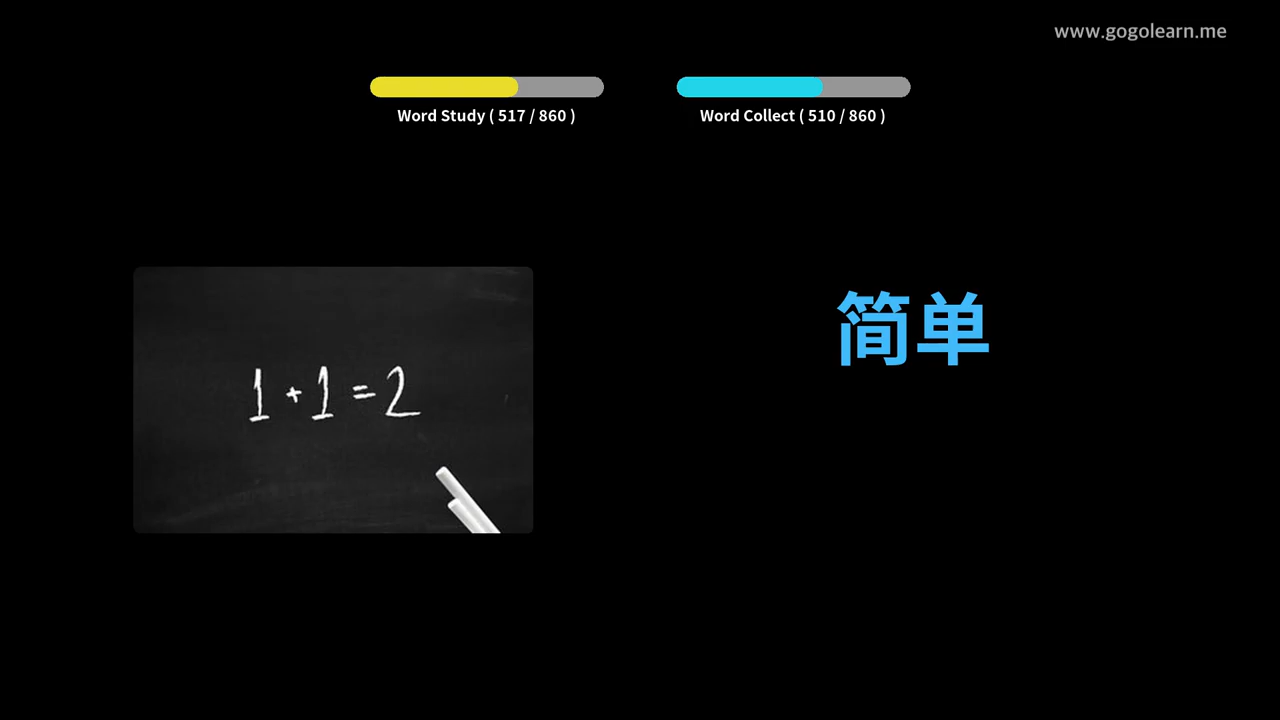 www.gogolearn.me
Word Study ( 517 / 860 )
Word Collect ( 510 / 860 )
简单
1 + 1 = 2